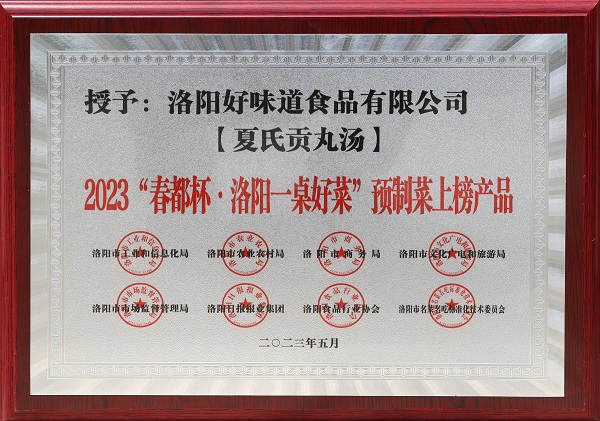 授予：洛阳好味道食品有限公司
【夏氏贡丸汤】
2023“春都杯·洛阳一桌好菜”预制菜上榜产品
洛阳市工业和信息化局 洛阳市农业农村局 洛阳市商务局 洛阳市文化广电和旅游局
洛阳市市场监督管理局 洛阳日报报业集团 洛阳食品行业协会 洛阳市名菜名吃标准化技术委员会
二〇二三年五月